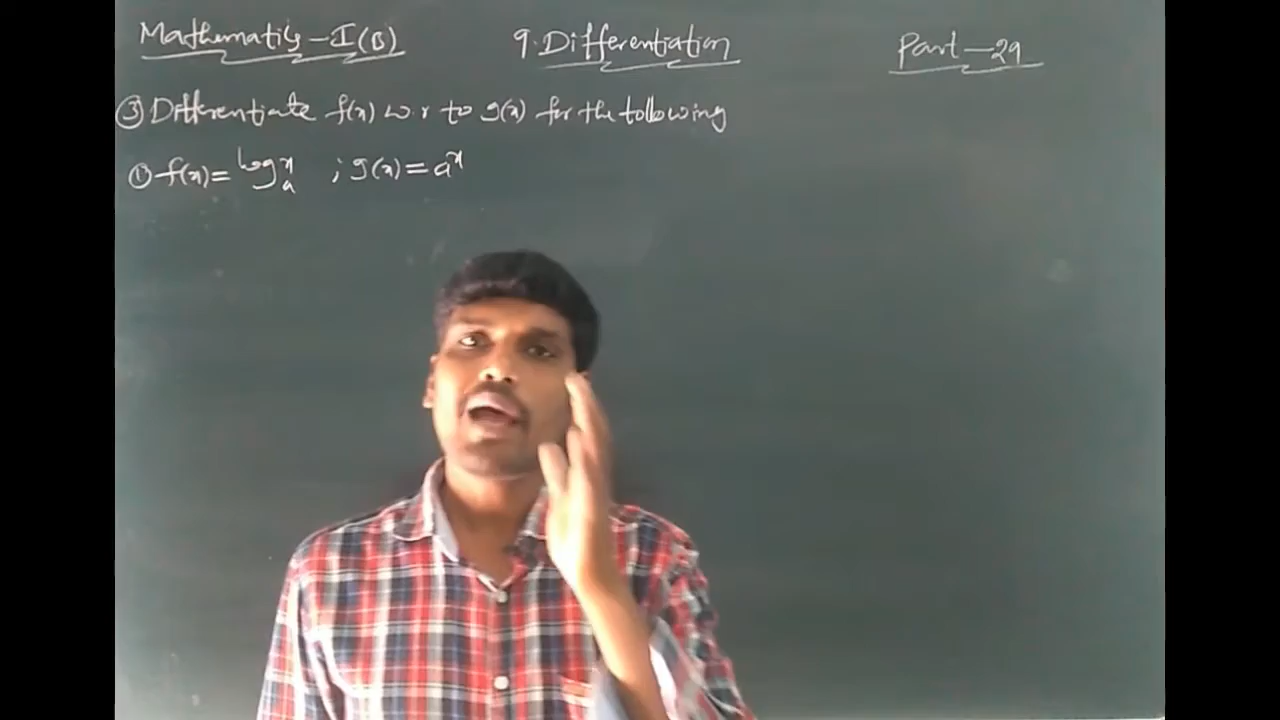 Mathematics-I(B) 9.Differentiation Part-29
③ Differentiate f(x) w.r to g(x) for the following
① f(x) = logₐx ; g(x) = aˣ